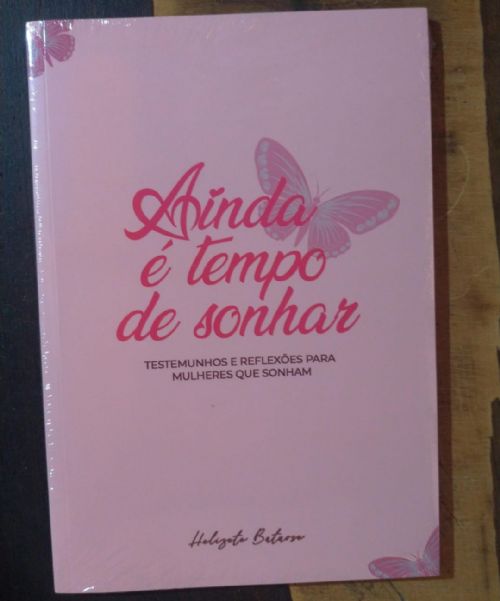 Ainda
é tempo
de sonhar
TESTEMUNHOS E REFLEXÕES PARA
MULHERES QUE SONHAM